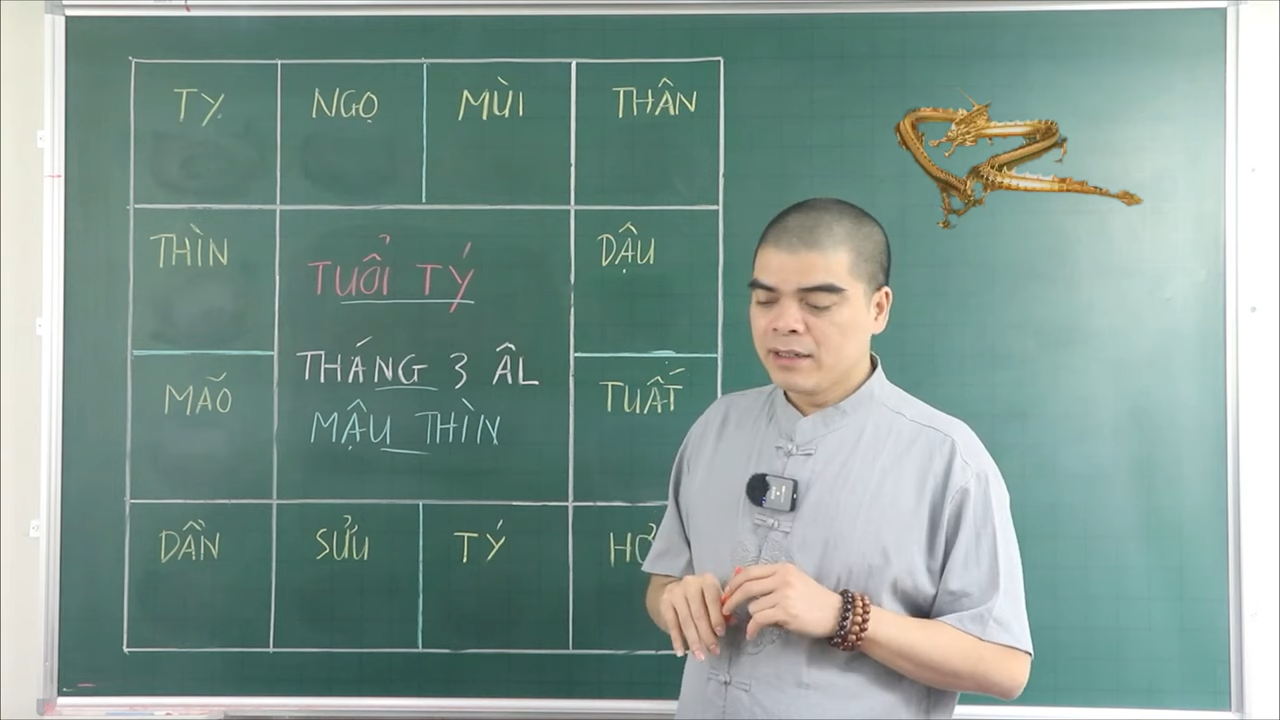 TỴ
NGỌ
MÙI
THÂN
THÌN
TUỔI TÝ
DẬU
THÁNG 3 ÂL
MẬU THÌN
MÃO
TUẤT
DẦN
SỬU
TÝ